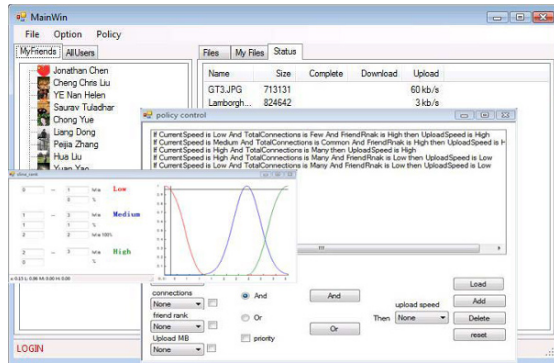 MainWin
File Option Policy
MyFriends AllUsers
Jonathan Chen
Cheng Chris Liu
YE Nan Helen
Saurav Tuladhar
Chong Yue
Liang Dong
Peijia Zhang
Hua Liu
Yuan Yao
Files My Files Status
Name Size Complete Download Upload
GT3.JPG 713131 60 kb/s
Lamborgh... 824642 3 kb/s
policy control
If CurrentSpeed is Low And TotalConnections is Few And FriendRnak is High then UploadSpeed is High
If CurrentSpeed is Medium And TotalConnections is Common And FriendRnak is High then UploadSpeed is H
If CurrentSpeed is High And TotalConnections is Many then UploadSpeed is High
If CurrentSpeed is High And TotalConnections is Many And FriendRnak is Low then UploadSpeed is Low
If CurrentSpeed is Low And TotalConnections is Many And FriendRnak is High then UploadSpeed is Low
Low
Medium
High
connections
None
friend rank
None
Upload MB
None
And
Or
priority
And
Or
upload speed
Then None
Load
Add
Delete
reset
LOGIN